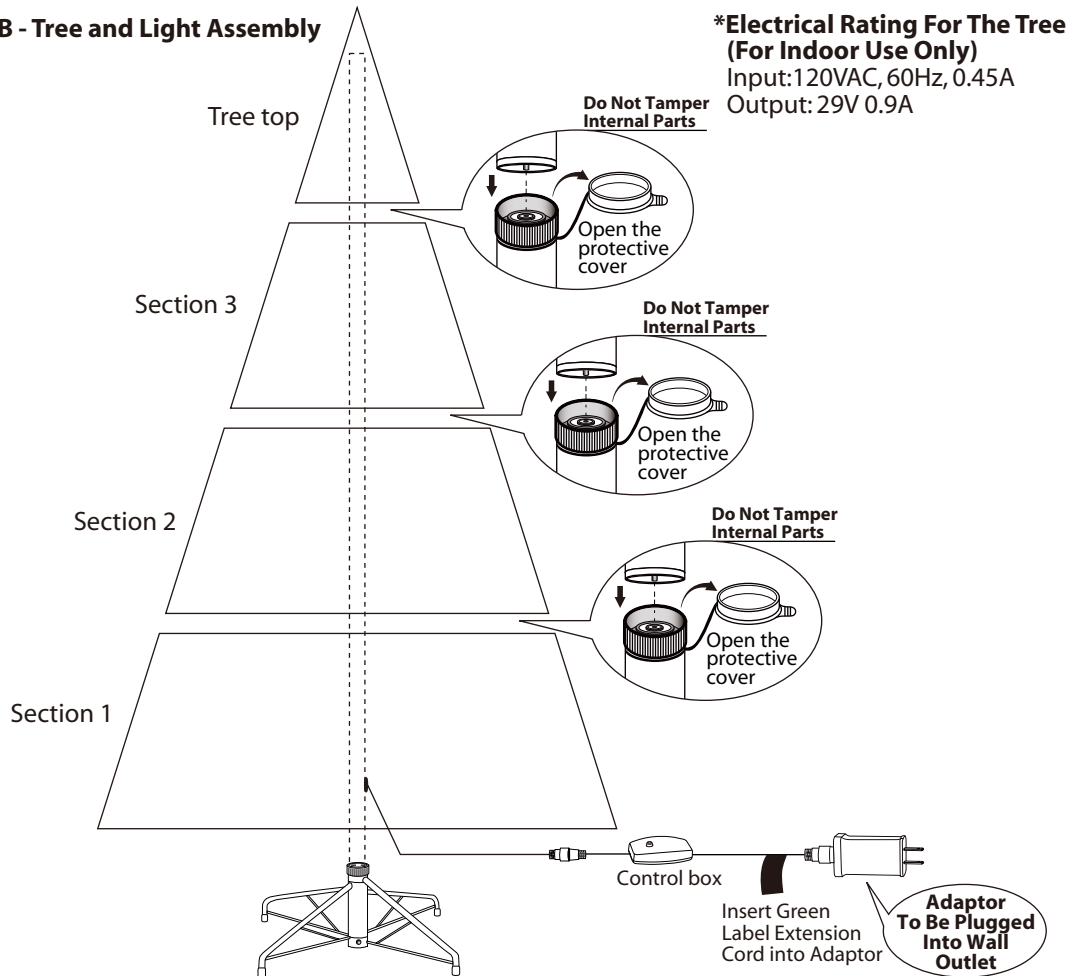 B - Tree and Light Assembly
*Electrical Rating For The Tree
(For Indoor Use Only)
Input:120VAC, 60Hz, 0.45A
Output: 29V 0.9A
Tree top
Do Not Tamper
Internal Parts
Open the
protective
cover
Section 3
Do Not Tamper
Internal Parts
Open the
protective
cover
Section 2
Do Not Tamper
Internal Parts
Open the
protective
cover
Section 1
Control box
Insert Green
Label Extension
Cord into Adaptor
Adaptor
To Be Plugged
Into Wall
Outlet